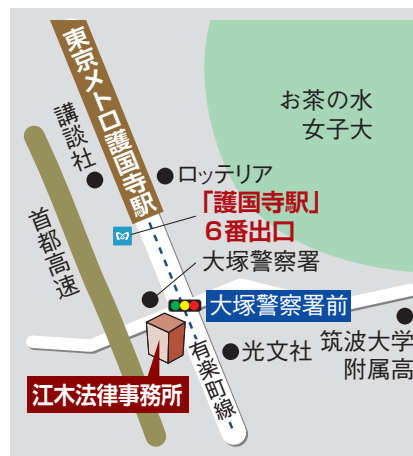 東京メトロ護国寺駅
講談社
首都高速
お茶の水
女子大
ロッテリア
「護国寺駅」
6番出口
大塚警察署
大塚警察署前
有楽町線
光文社
筑波大学
附属高
江木法律事務所